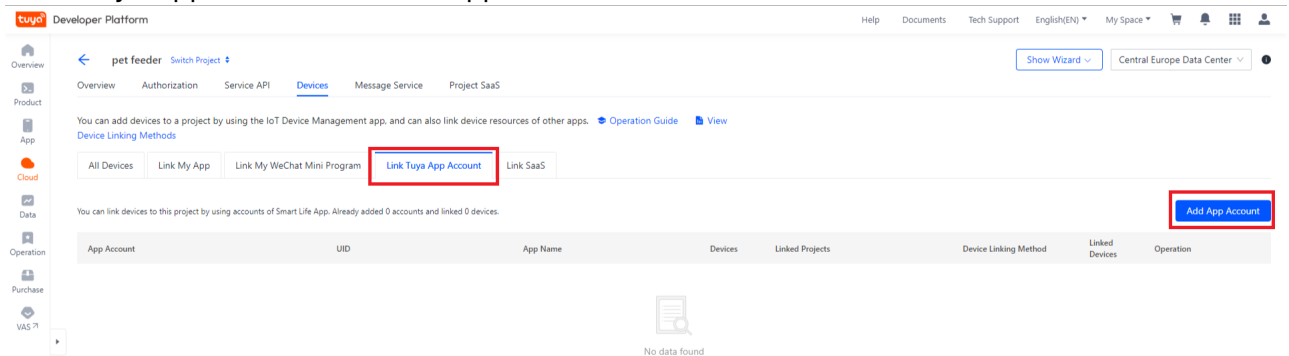 tuya Developer Platform Help Documents Tech Support English(EN) My Space
Overview
Product
App
Cloud
Data
Operation
Purchase
VAS
pet feeder Switch Project Show Wizard Central Europe Data Center
Overview Authorization Service API Devices Message Service Project SaaS
You can add devices to a project by using the IoT Device Management app, and can also link device resources of other apps. Operation Guide View
Device Linking Methods
All Devices Link My App Link My WeChat Mini Program Link Tuya App Account Link SaaS
You can link devices to this project by using accounts of Smart Life App. Already added 0 accounts and linked 0 devices. Add App Account
App Account UID App Name Devices Linked Projects Device Linking Method Linked Devices Operation
No data found